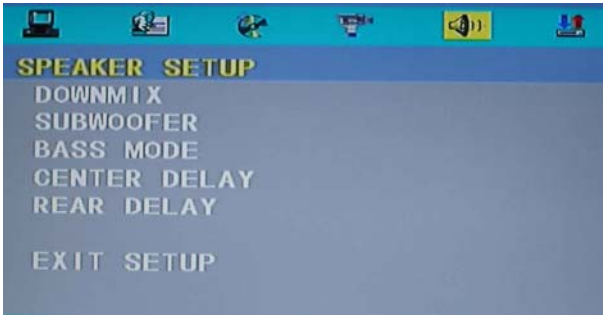 SPEAKER SETUP
DOWNMIX
SUBWOOFER
BASS MODE
CENTER DELAY
REAR DELAY
EXIT SETUP